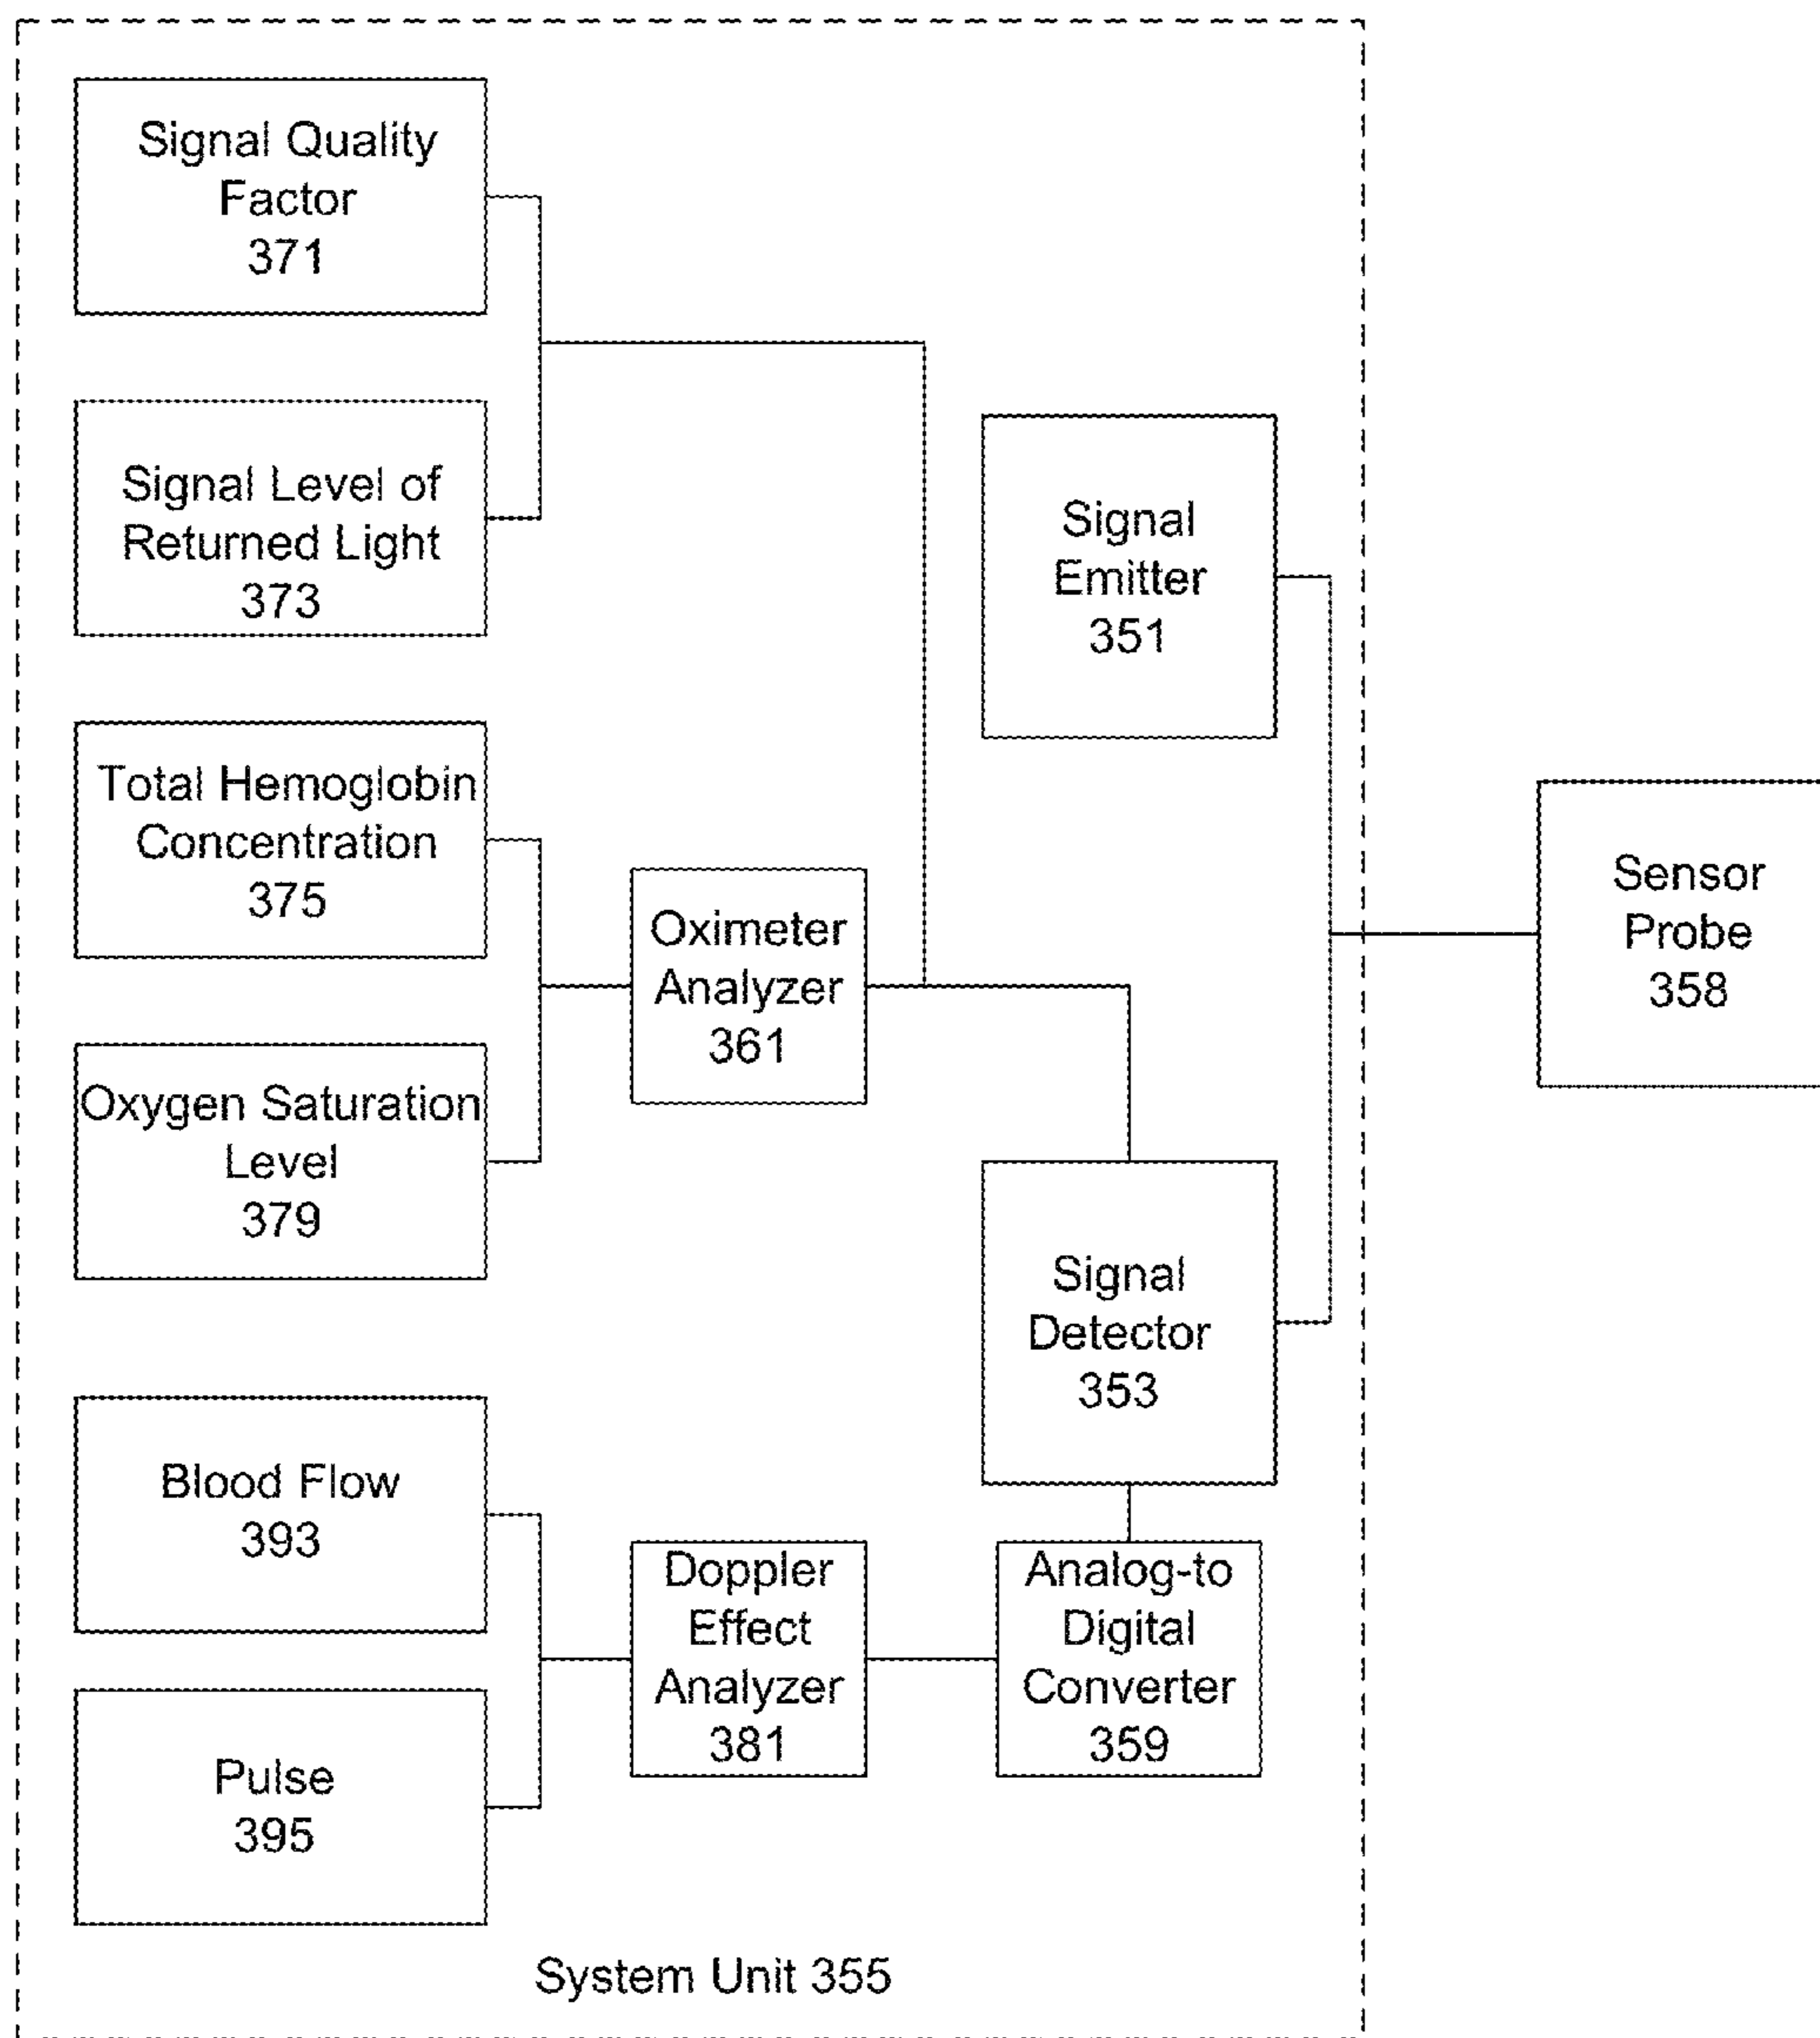 Signal Quality
Factor
371
Signal Level of
Returned Light
373
Signal
Emitter
351
Total Hemoglobin
Concentration
375
Oximeter
Analyzer
361
Sensor
Probe
358
Oxygen Saturation
Level
379
Signal
Detector
353
Blood Flow
393
Doppler
Effect
Analyzer
381
Analog-to
Digital
Converter
359
Pulse
395
System Unit 355